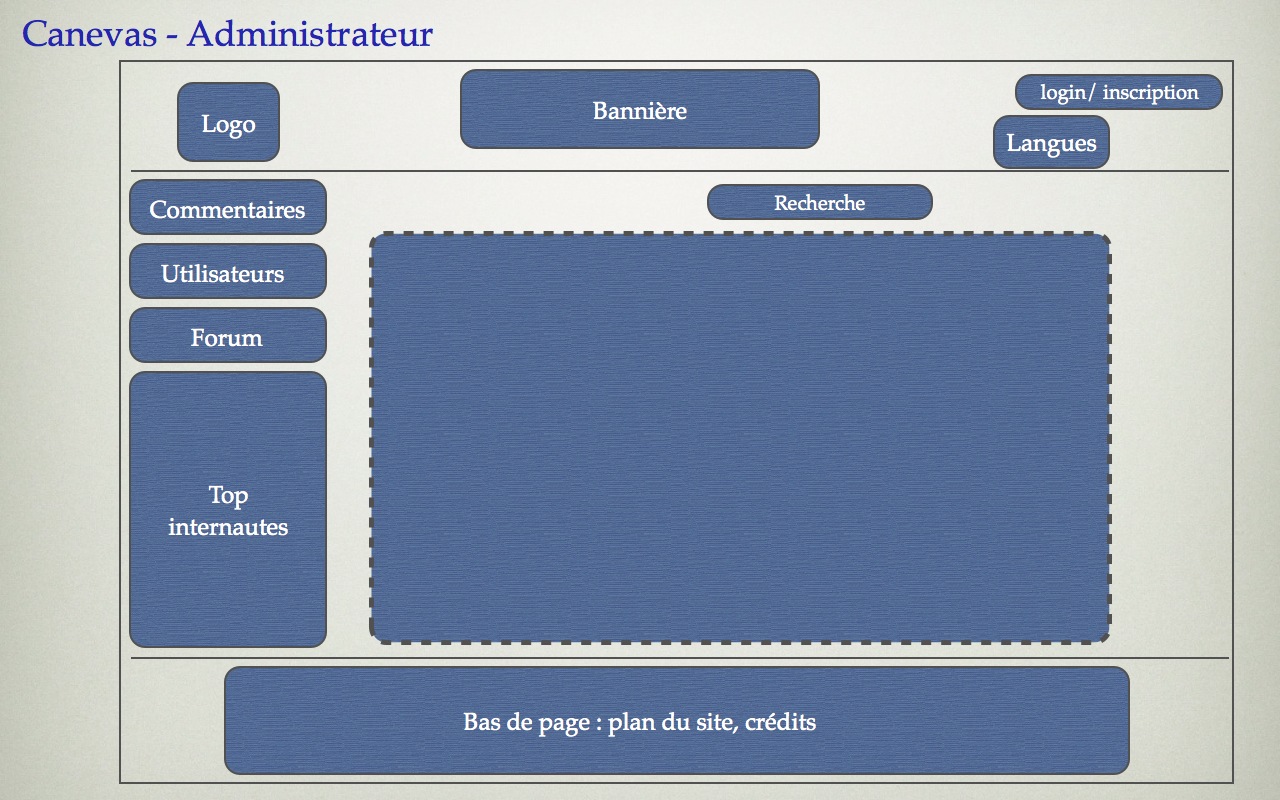 Canevas - Administrateur
Logo
Bannière
login/ inscription
Langues
Commentaires
Recherche
Utilisateurs
Forum
Top
internautes
Bas de page : plan du site, crédits